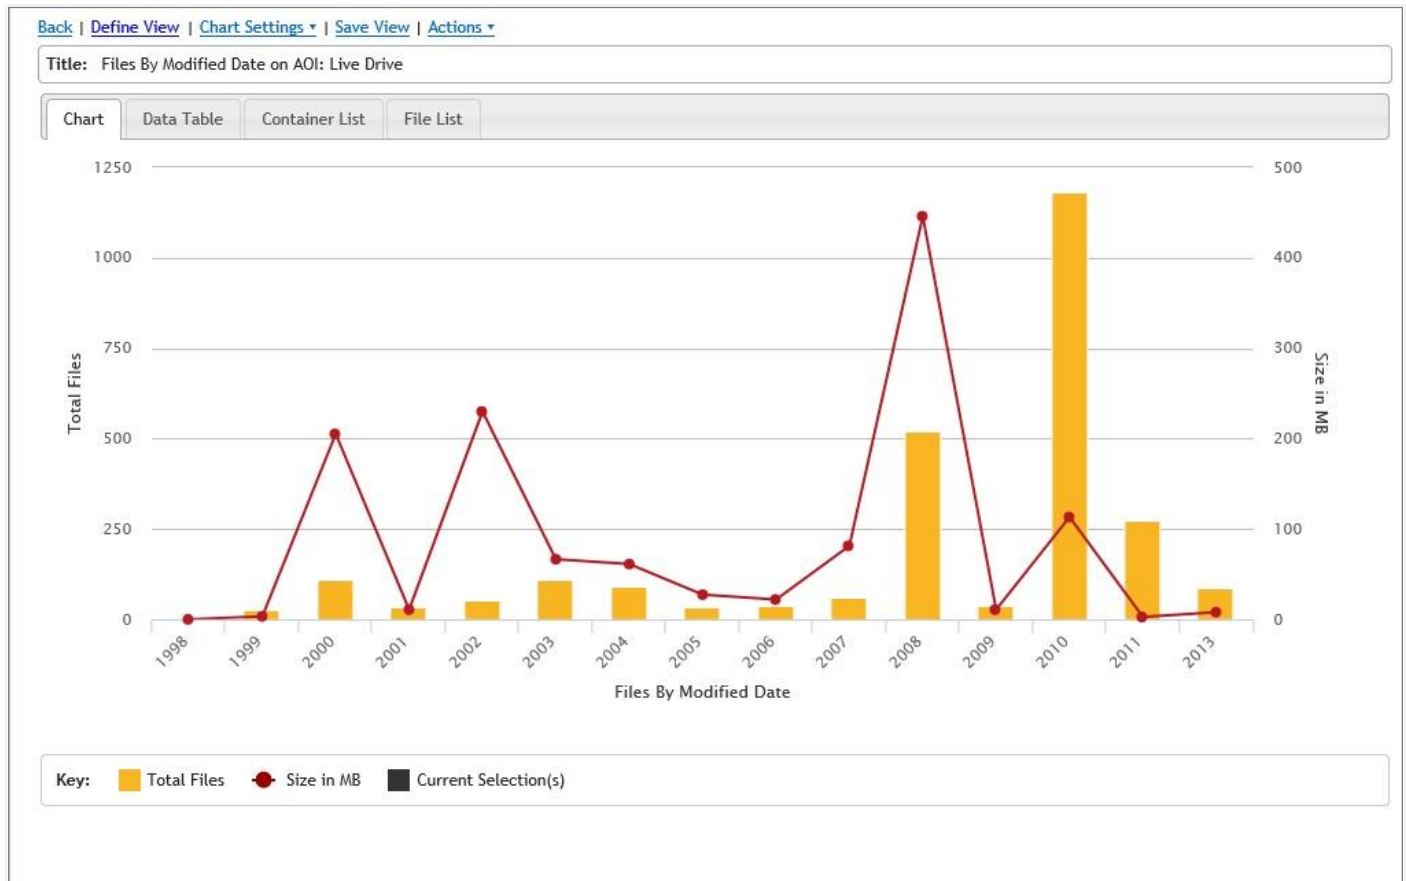 Back | Define View | Chart Settings ▾ | Save View | Actions ▾
Title: Files By Modified Date on AOI: Live Drive
Chart Data Table Container List File List
1250 500
1000 400
750 300
500 200
250 100
0 0
Total Files
Size in MB
1998 1999 2000 2001 2002 2003 2004 2005 2006 2007 2008 2009 2010 2011 2013
Files By Modified Date
Key: Total Files Size in MB Current Selection(s)